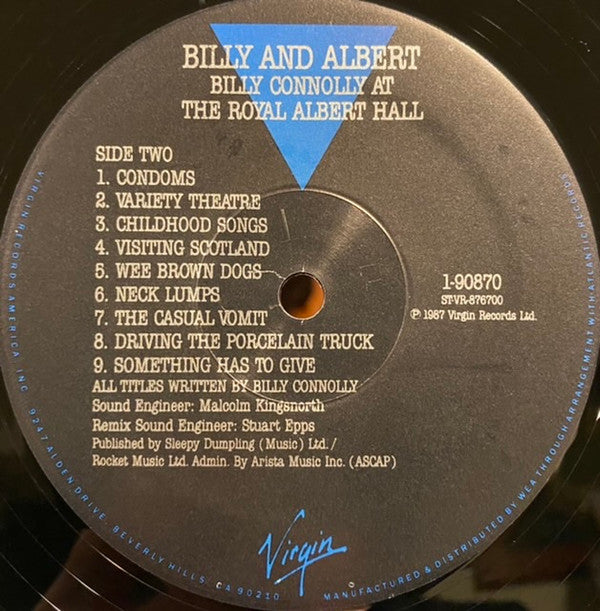 BILLY AND ALBERT
BILLY CONNOLLY AT
THE ROYAL ALBERT HALL
SIDE TWO
1. CONDOMS
2. VARIETY THEATRE
3. CHILDHOOD SONGS
4. VISITING SCOTLAND
5. WEE BROWN DOGS
6. NECK LUMPS
7. THE CASUAL VOMIT
8. DRIVING THE PORCELAIN TRUCK
9. SOMETHING HAS TO GIVE
ALL TITLES WRITTEN BY BILLY CONNOLLY
Sound Engineer: Malcolm Kingsnorth
Remix Sound Engineer: Stuart Epps
Published by Sleepy Dumpling (Music) Ltd. /
Rocket Music Ltd. Admin. By Arista Music Inc. (ASCAP)
1-90870
ST-VR-876700
℗ 1987 Virgin Records Ltd.
Virgin
VIRGIN RECORDS AMERICA, INC. 9247 ALDEN DRIVE, BEVERLY HILLS, CA 90210
MANUFACTURED & DISTRIBUTED BY WEA THROUGH ARRANGEMENT WITH ATLANTIC RECORDS